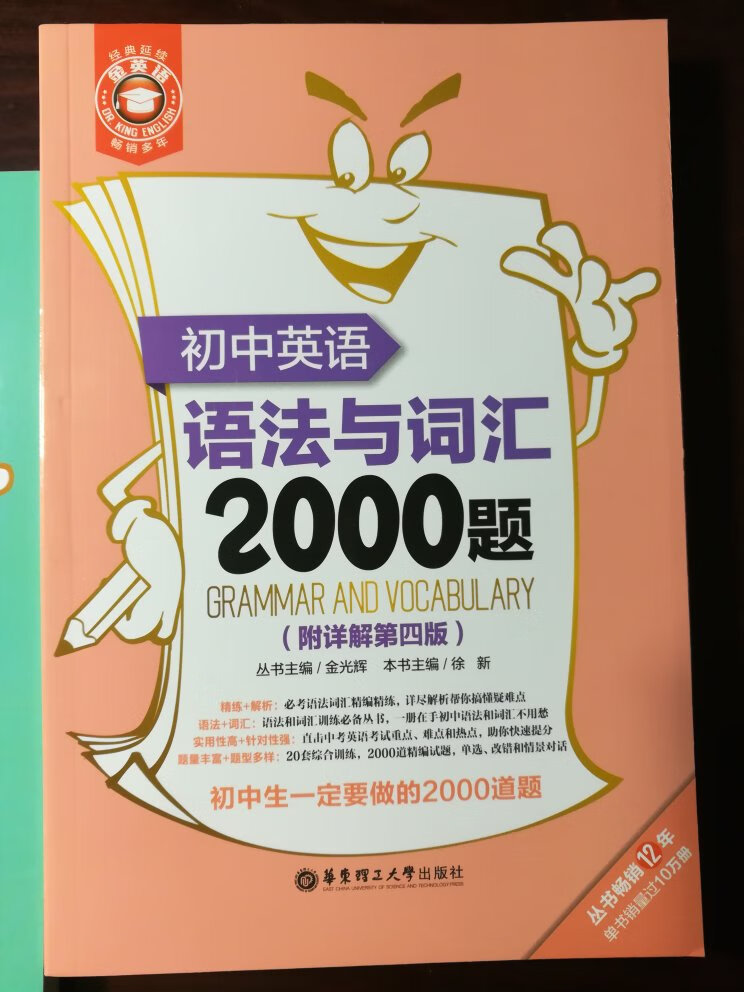 经典延续
金英语
DR. KING ENGLISH
畅销多年
初中英语
语法与词汇
2000题
GRAMMAR AND VOCABULARY
(附详解第四版)
丛书主编/金光辉 本书主编/徐 新
精练+解析：必考语法词汇精编精练，详尽解析帮你搞懂疑难点
语法+词汇：语法和词汇训练必备丛书，一册在手初中语法和词汇不用愁
实用性高+针对性强：直击中考英语考试重点、难点和热点，助你快速提分
题量丰富+题型多样：20套综合训练，2000道精编试题，单选、改错和情景对话
初中生一定要做的2000道题
華東理工大學出版社
EAST CHINA UNIVERSITY OF SCIENCE AND TECHNOLOGY PRESS
丛书畅销12年
单书销量过10万册